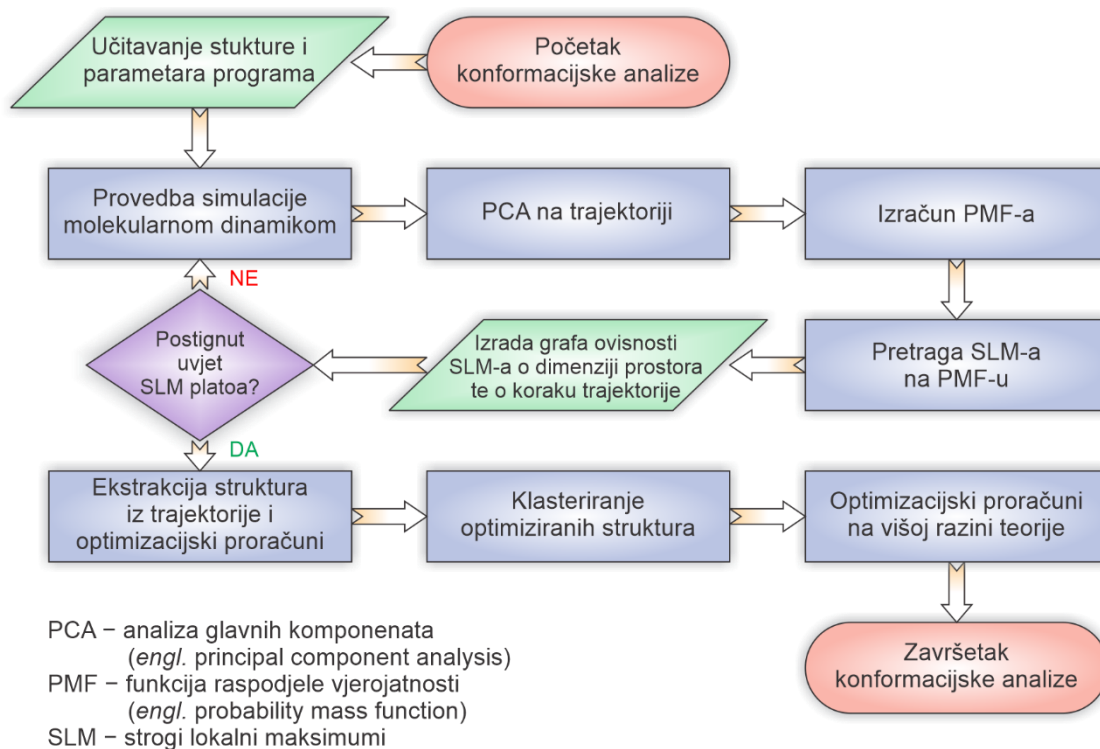 Početak
konformacijske analize
Učitavanje stukture i
parametara programa
Provedba simulacije
molekularnom dinamikom
PCA na trajektoriji
Izračun PMF-a
Pretraga SLM-a
na PMF-u
Izrada grafa ovisnosti
SLM-a o dimenziji prostora
te o koraku trajektorije
Postignut
uvjet
SLM platoa?
NE
DA
Ekstrakcija struktura
iz trajektorije i
optimizacijski proračuni
Klasteriranje
optimiziranih struktura
Optimizacijski proračuni
na višoj razini teorije
Završetak
konformacijske analize
PCA − analiza glavnih komponenata
(engl. principal component analysis)
PMF − funkcija raspodjele vjerojatnosti
(engl. probability mass function)
SLM − strogi lokalni maksimumi